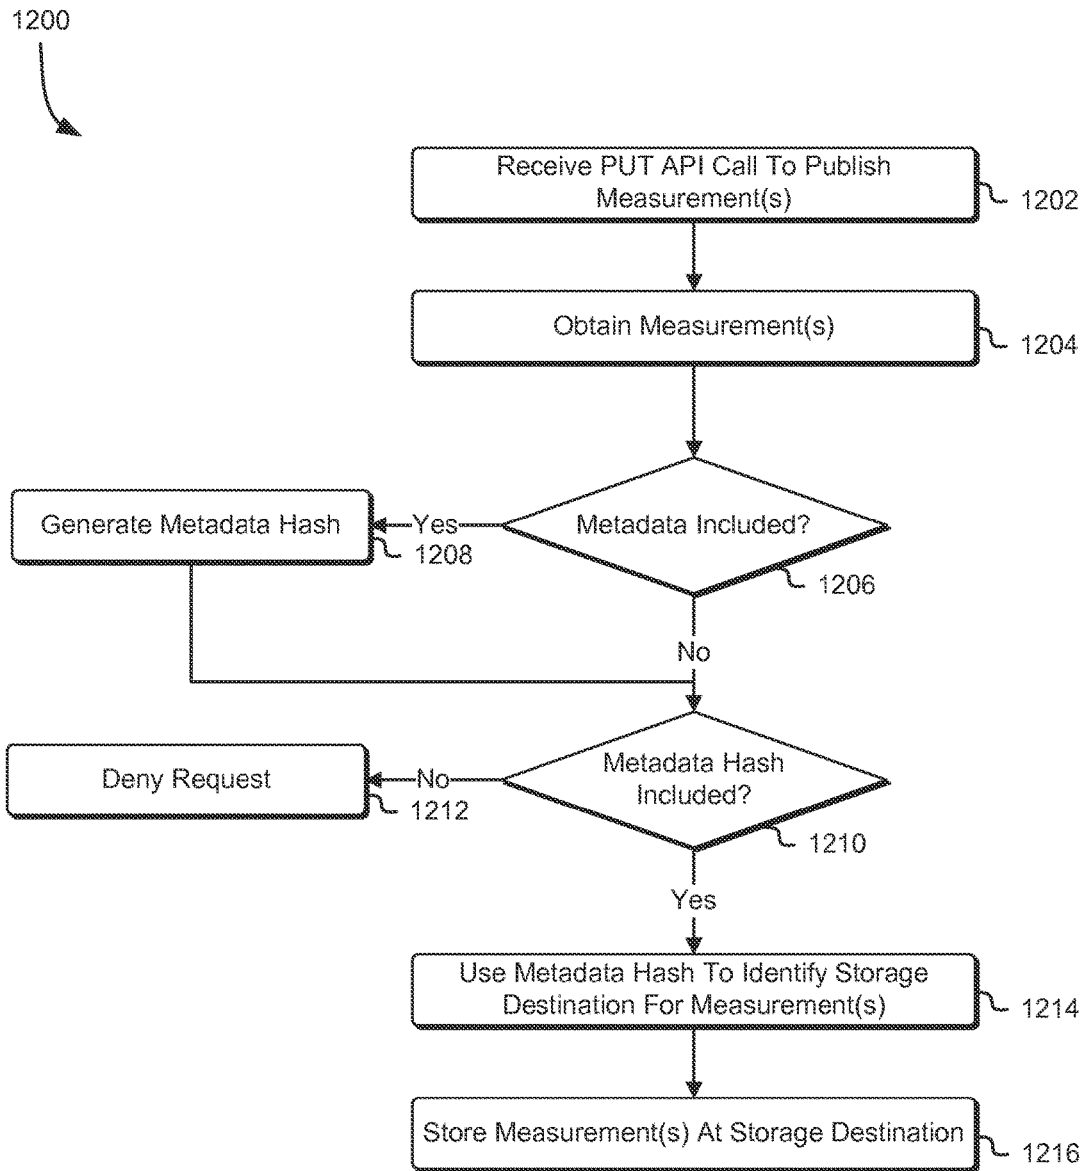 1200
Receive PUT API Call To Publish
Measurement(s)
1202
Obtain Measurement(s)
1204
Generate Metadata Hash
Yes
Metadata Included?
1208
1206
No
Deny Request
No
Metadata Hash
Included?
1212
1210
Yes
Use Metadata Hash To Identify Storage
Destination For Measurement(s)
1214
Store Measurement(s) At Storage Destination
1216